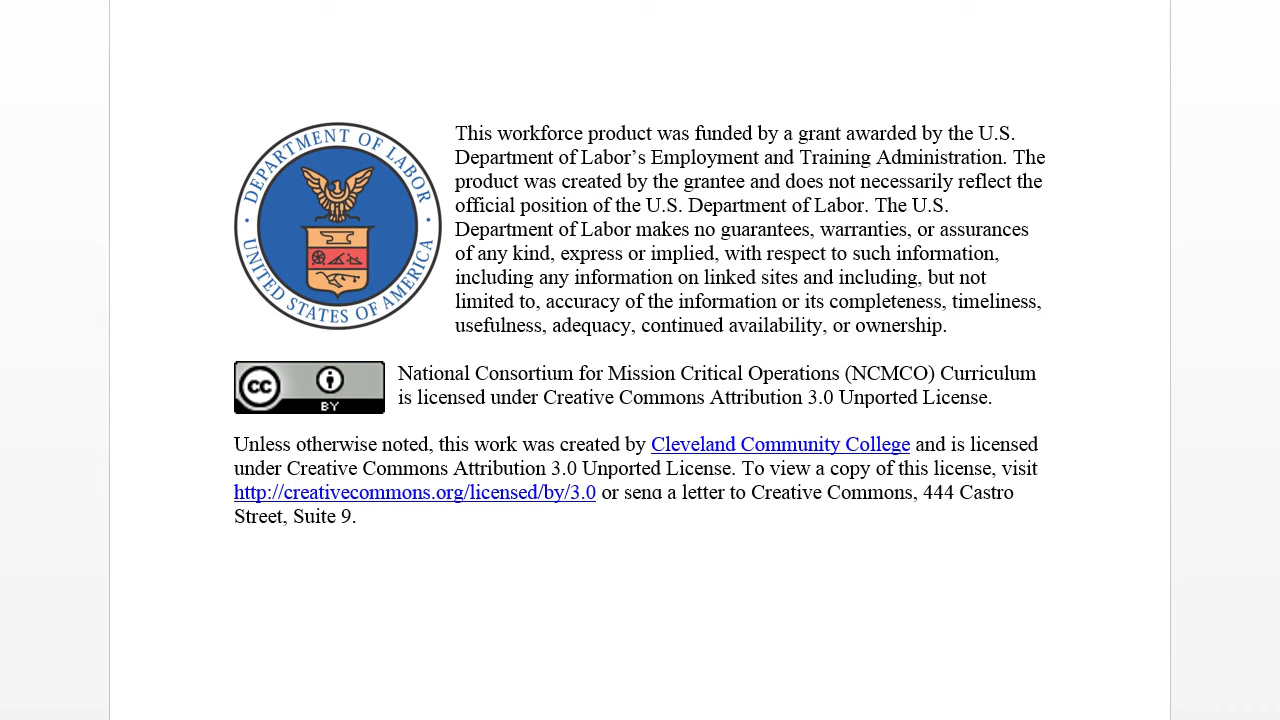 DEPARTMENT OF LABOR
UNITED STATES OF AMERICA
This workforce product was funded by a grant awarded by the U.S.
Department of Labor’s Employment and Training Administration. The
product was created by the grantee and does not necessarily reflect the
official position of the U.S. Department of Labor. The U.S.
Department of Labor makes no guarantees, warranties, or assurances
of any kind, express or implied, with respect to such information,
including any information on linked sites and including, but not
limited to, accuracy of the information or its completeness, timeliness,
usefulness, adequacy, continued availability, or ownership.
cc
BY
National Consortium for Mission Critical Operations (NCMCO) Curriculum
is licensed under Creative Commons Attribution 3.0 Unported License.
Unless otherwise noted, this work was created by Cleveland Community College and is licensed
under Creative Commons Attribution 3.0 Unported License. To view a copy of this license, visit
http://creativecommons.org/licensed/by/3.0 or send a letter to Creative Commons, 444 Castro
Street, Suite 9.